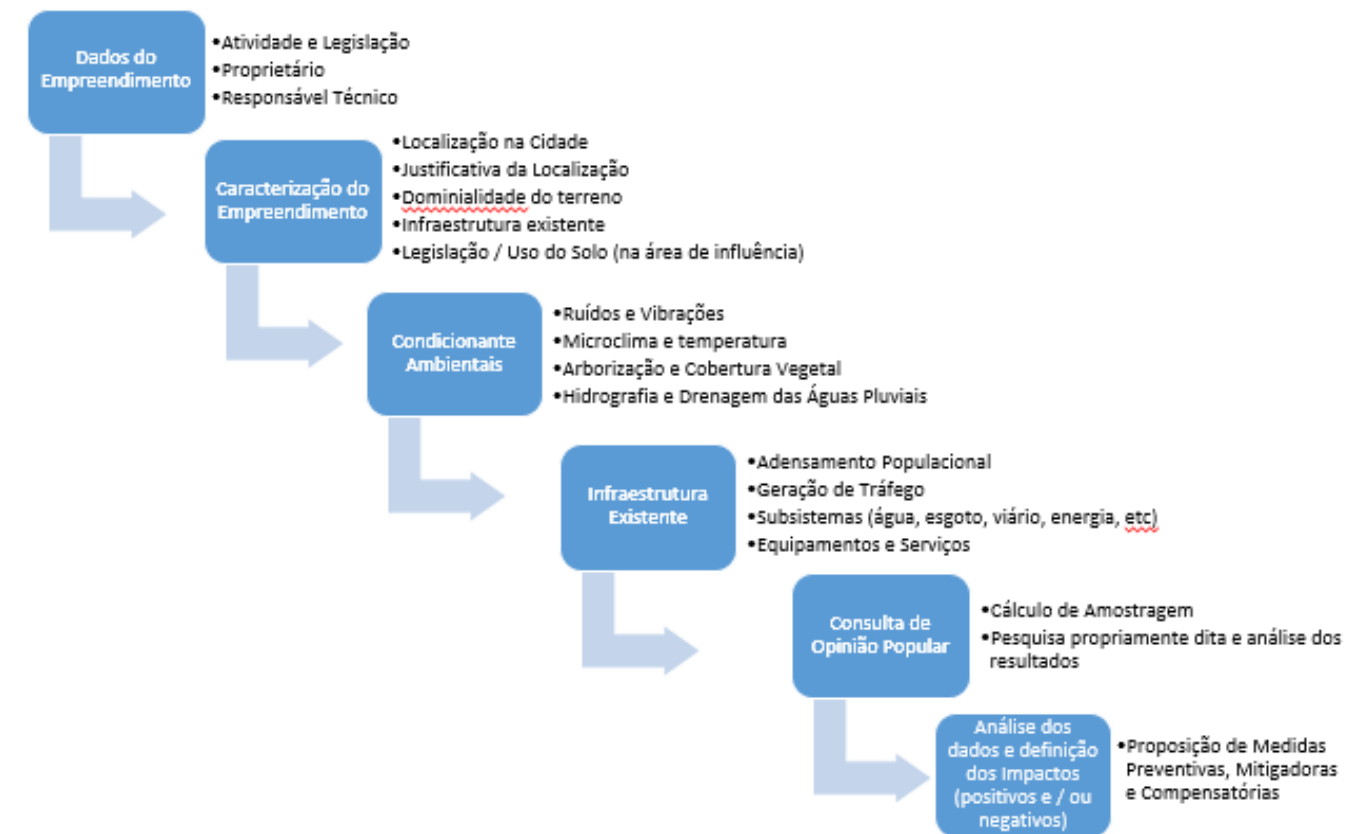 Dados do
Empreendimento
•Atividade e Legislação
•Proprietário
•Responsável Técnico
Caracterização do
Empreendimento
•Localização na Cidade
•Justificativa da Localização
•Dominialidade do terreno
•Infraestrutura existente
•Legislação / Uso do Solo (na área de influência)
Condicionante
Ambientais
•Ruídos e Vibrações
•Microclima e temperatura
•Arborização e Cobertura Vegetal
•Hidrografia e Drenagem das Águas Pluviais
Infraestrutura
Existente
•Adensamento Populacional
•Geração de Tráfego
•Subsistemas (água, esgoto, viário, energia, etc)
•Equipamentos e Serviços
Consulta de
Opinião Popular
•Cálculo de Amostragem
•Pesquisa propriamente dita e análise dos
resultados
Análise dos
dados e definição
dos Impactos
(positivos e / ou
negativos)
•Proposição de Medidas
Preventivas, Mitigadoras
e Compensatórias